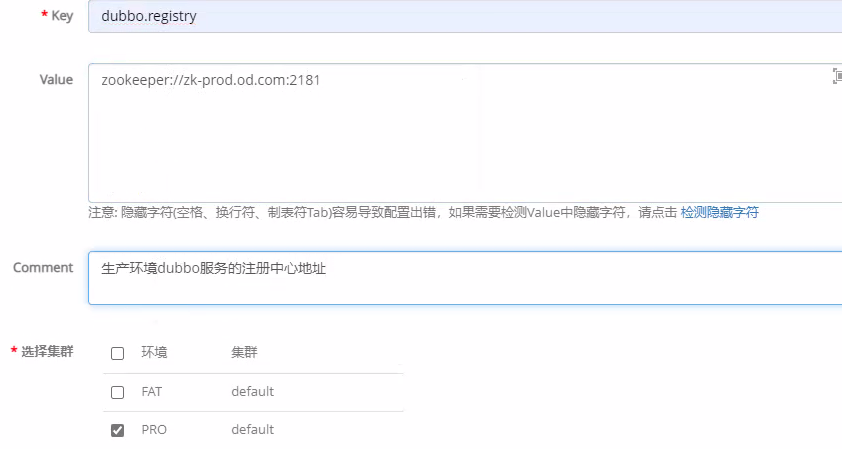 * Key dubbo.registry
Value zookeeper://zk-prod.od.com:2181
注意: 隐藏字符(空格、换行符、制表符Tab)容易导致配置出错，如果需要检测Value中隐藏字符，请点击 检测隐藏字符
Comment 生产环境dubbo服务的注册中心地址
* 选择集群 环境 集群
FAT default
PRO default